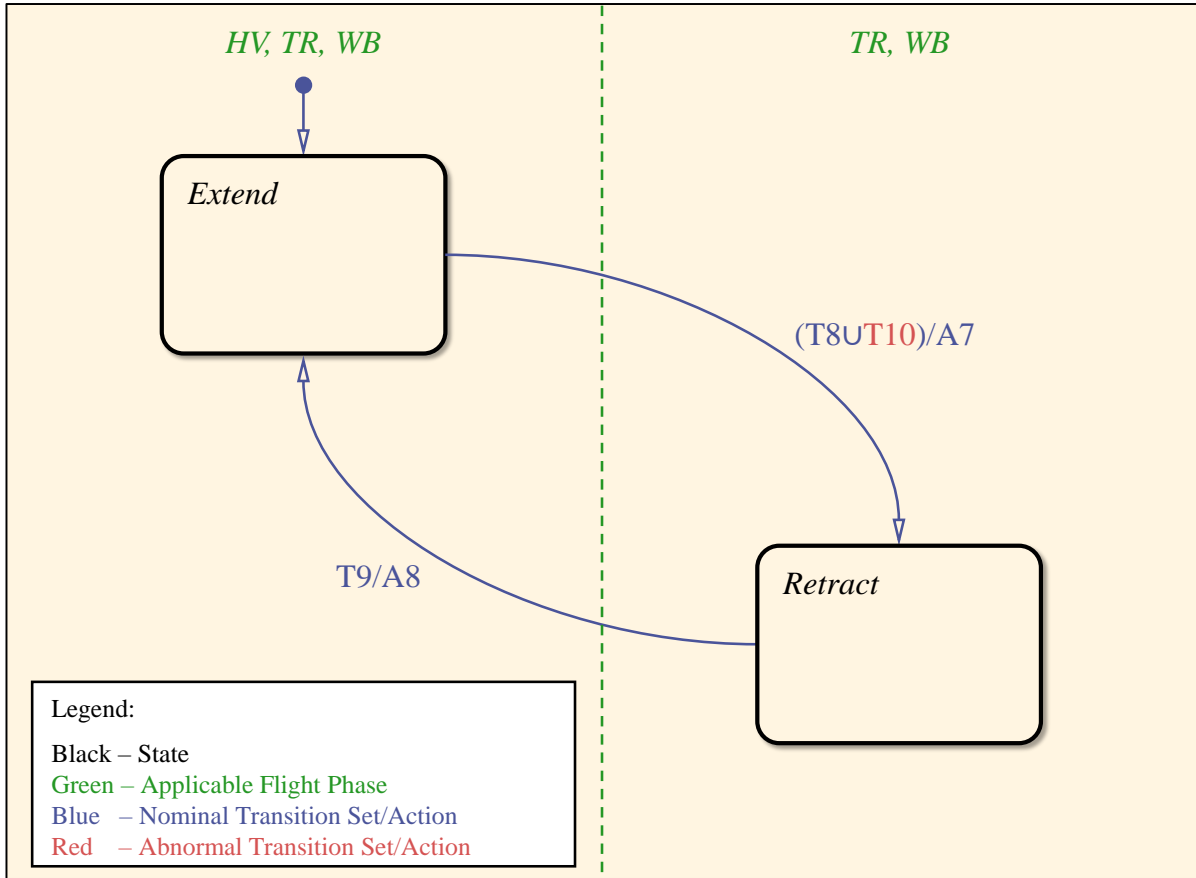 HV, TR, WB
TR, WB
Extend
(T8∪T10)/A7
T9/A8
Retract
Legend:
Black – State
Green – Applicable Flight Phase
Blue – Nominal Transition Set/Action
Red – Abnormal Transition Set/Action